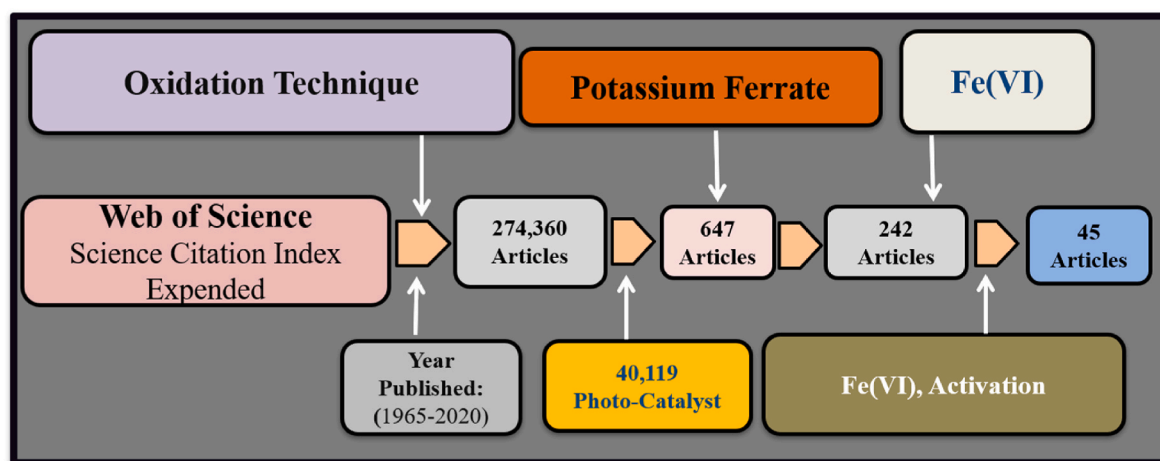 Oxidation Technique
Potassium Ferrate
Fe(VI)
Web of Science
Science Citation Index
Expended
274,360
Articles
647
Articles
242
Articles
45
Articles
Year
Published:
(1965-2020)
40,119
Photo-Catalyst
Fe(VI), Activation